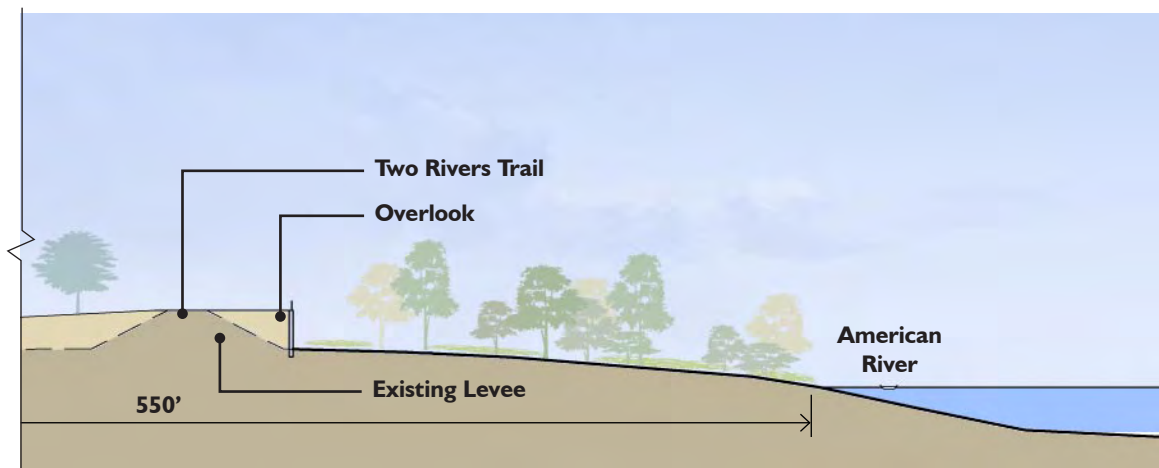 Two Rivers Trail
Overlook
American
River
Existing Levee
550’